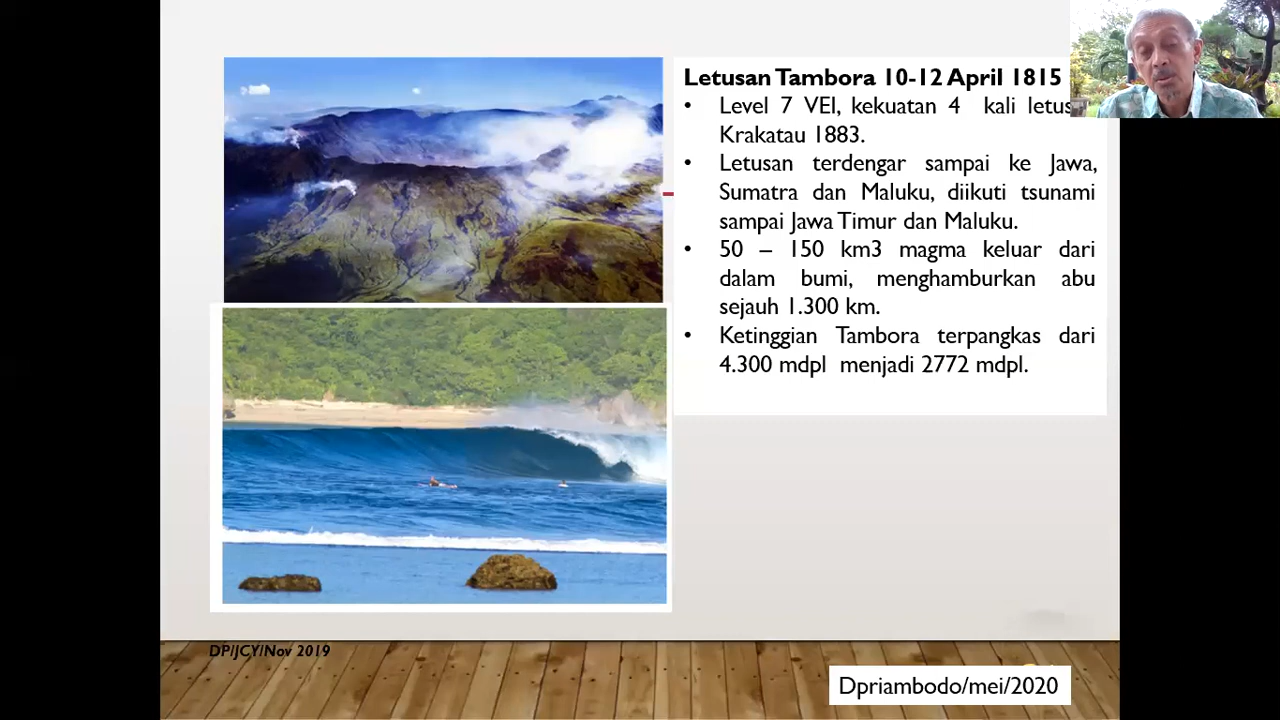 Letusan Tambora 10-12 April 1815
• Level 7 VEI, kekuatan 4 kali
Krakatau 1883.
• Letusan terdengar sampai ke Jawa,
Sumatra dan Maluku, diikuti tsunami
sampai Jawa Timur dan Maluku.
• 50 – 150 km3 magma keluar dari
dalam bumi, menghamburkan abu
sejauh 1.300 km.
• Ketinggian Tambora terpangkas dari
4.300 mdpl menjadi 2772 mdpl.
DP/JCY/Nov 2019
Dpriambodo/mei/2020